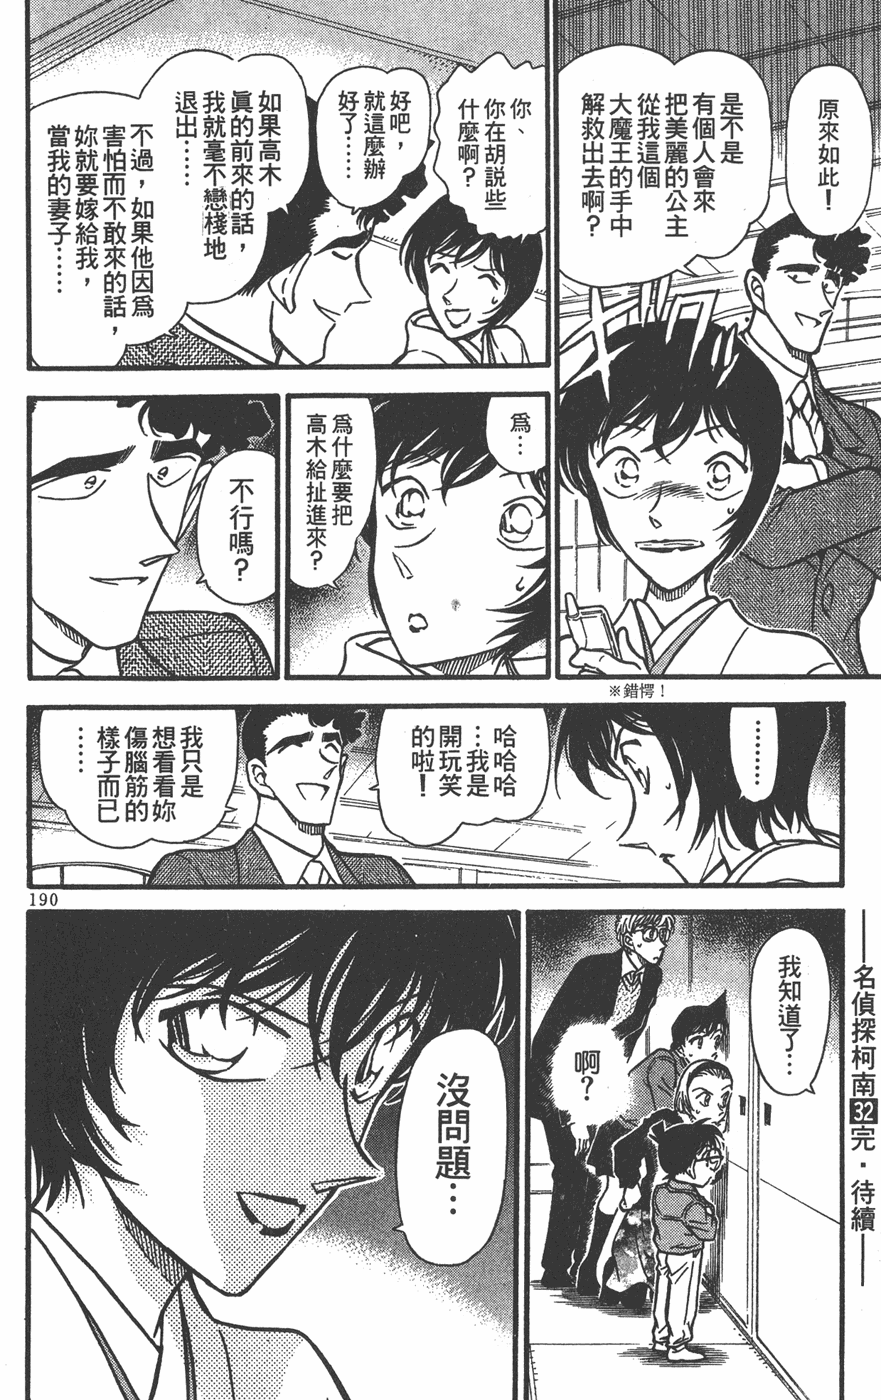 原來如此！
是不是
有個人會來
把美麗的公主
從我這個
大魔王的手中
解救出去啊？
※錯愕！
你、
你在胡説些
什麼啊？
好吧，
就這麼辦
好了……
如果高木
眞的前來的話，
我就毫不戀棧地
退出……
不過，如果他因爲
害怕而不敢來的話，
妳就要嫁給我，
當我的妻子……
爲…
爲什麼要把
高木給扯進來？
不行嗎？
………
哈哈哈
…我是
開玩笑
的啦！
我只是
想看看妳
傷腦筋的
樣子而已
……
190
我知道了…
啊？
沒問題…
名偵探柯南32完・待續